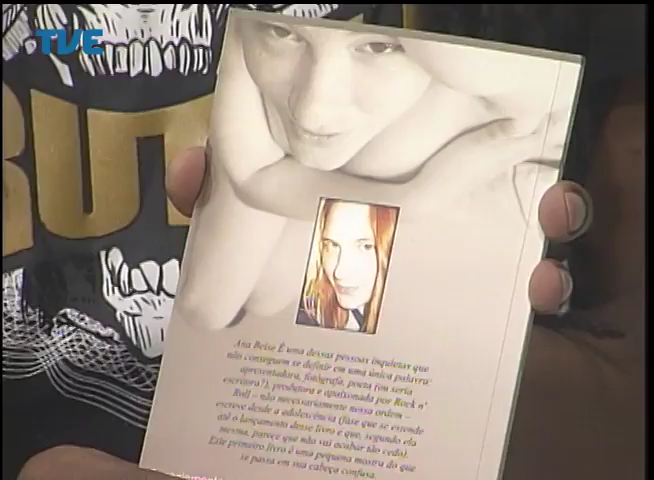 TVE
BUT
Ana Beise É uma dessas pessoas inquietas que
não conseguem se definir em uma única palavra:
apresentadora, fotógrafa, poeta (ou seria
escritora?), produtora e apaixonada por Rock n'
Roll – não necessariamente nessa ordem –
escreve desde a adolescência (fase que se estende
até o lançamento desse livro e que, segundo ela
mesma, parece que não vai acabar tão cedo).
Esse primeiro livro é uma pequena mostra do que
se passa em sua cabeça confusa.